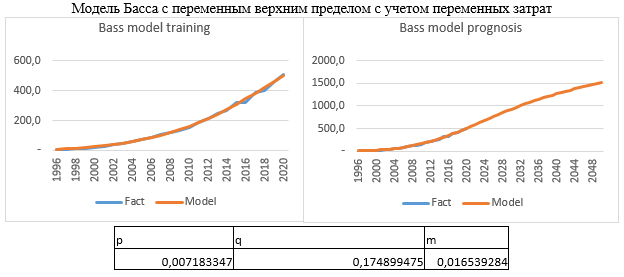 Модель Басса с переменным верхним пределом с учетом переменных затрат
Bass model training
600,0
400,0
200,0
-
1996 1998 2000 2002 2004 2006 2008 2010 2012 2014 2016 2018 2020
Fact Model
Bass model prognosis
2000,0
1500,0
1000,0
500,0
-
1996 2000 2004 2008 2012 2016 2020 2024 2028 2032 2036 2040 2044 2048
Fact Model
p q m
0,007183347 0,174899475 0,016539284